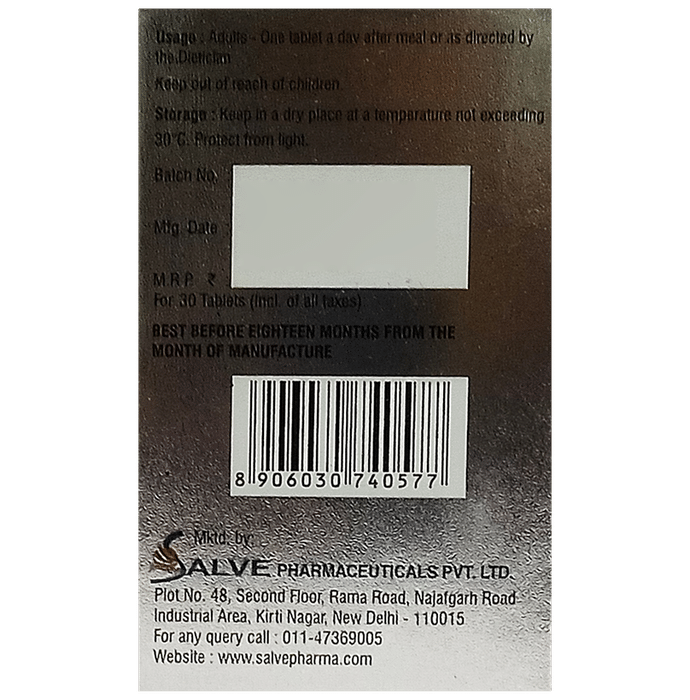 Usage : Adults - One tablet a day after meal or as directed by
the Dietician
Keep out of reach of children.
Storage : Keep in a dry place at a temparature not exceeding
30°C. Protect from light.
Batch No. :
Mfg. Date :
M.R.P. ₹
For 30 Tablets (Incl. of all taxes)
BEST BEFORE EIGHTEEN MONTHS FROM THE
MONTH OF MANUFACTURE
8 906030 740577
Mktd. by:
SALVE PHARMACEUTICALS PVT. LTD.
Plot No. 48, Second Floor, Rama Road, Najafgarh Road
Industrial Area, Kirti Nagar, New Delhi - 110015
For any query call : 011-47369005
Website : www.salvepharma.com